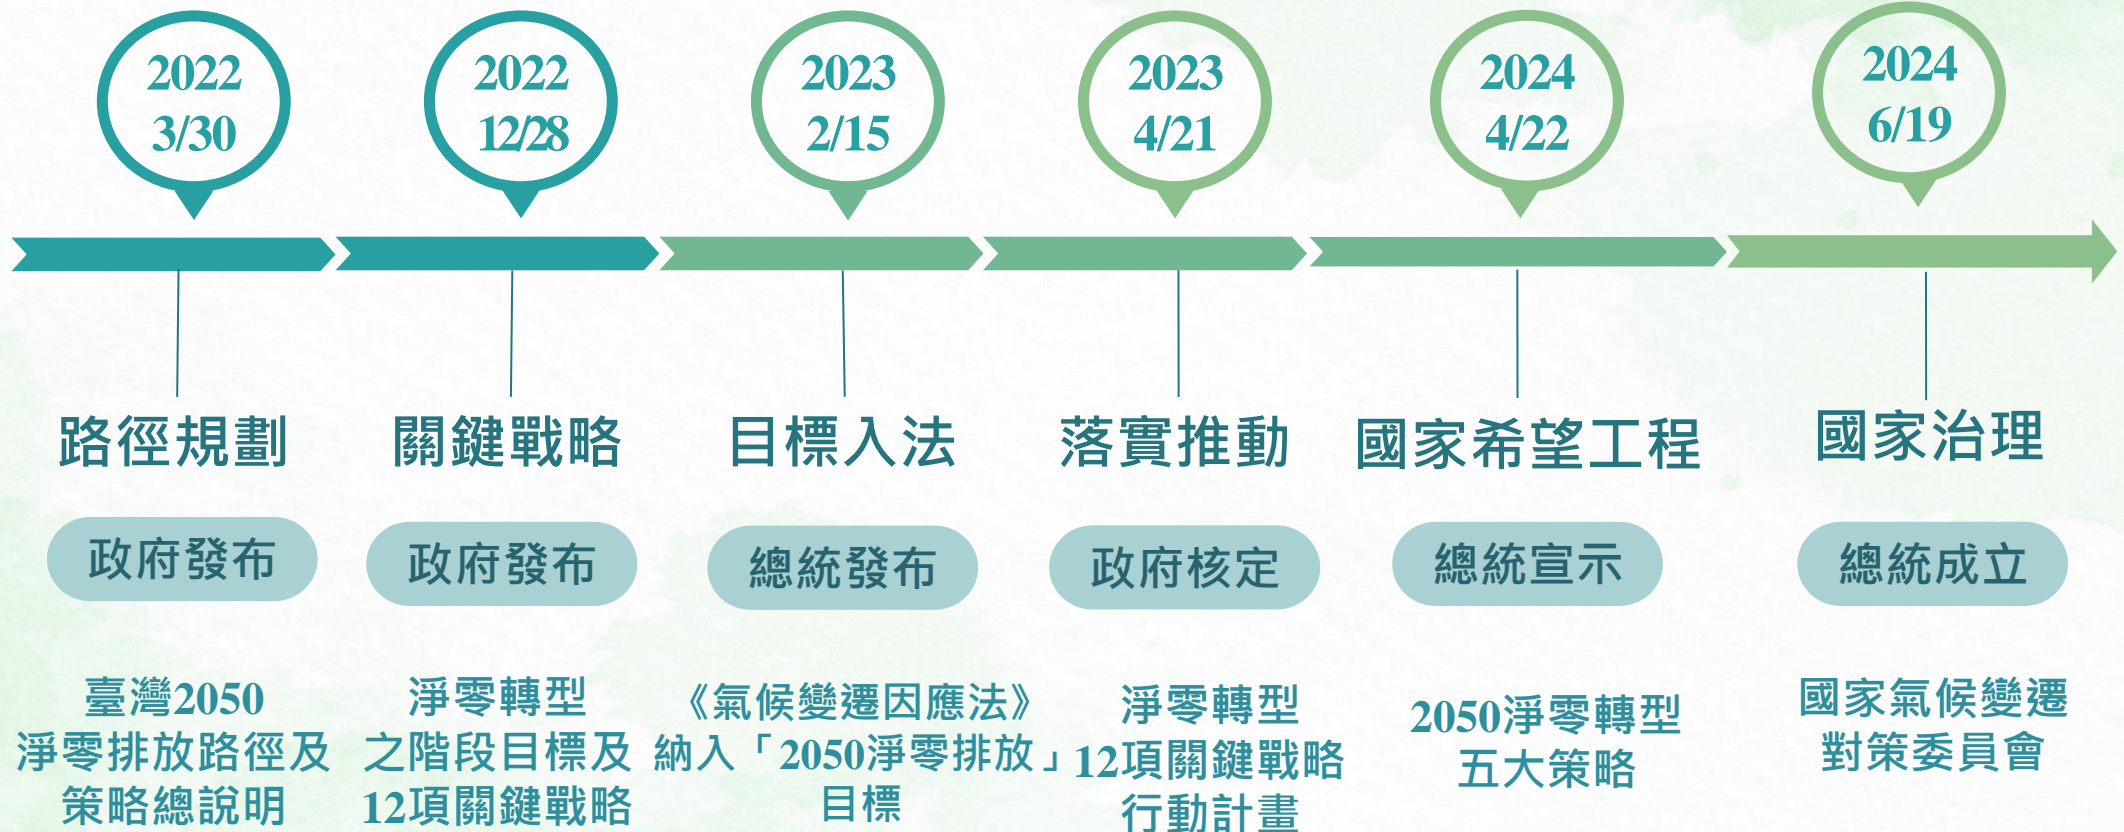 2022
3/30
2022
12/28
2023
2/15
2023
4/21
2024
4/22
2024
6/19
路徑規劃
關鍵戰略
目標入法
落實推動
國家希望工程
國家治理
政府發布
政府發布
總統發布
政府核定
總統宣示
總統成立
臺灣2050
淨零排放路徑及
策略總說明
淨零轉型
之階段目標及
12項關鍵戰略
《氣候變遷因應法》
納入「2050淨零排放」
目標
淨零轉型
12項關鍵戰略
行動計畫
2050淨零轉型
五大策略
國家氣候變遷
對策委員會